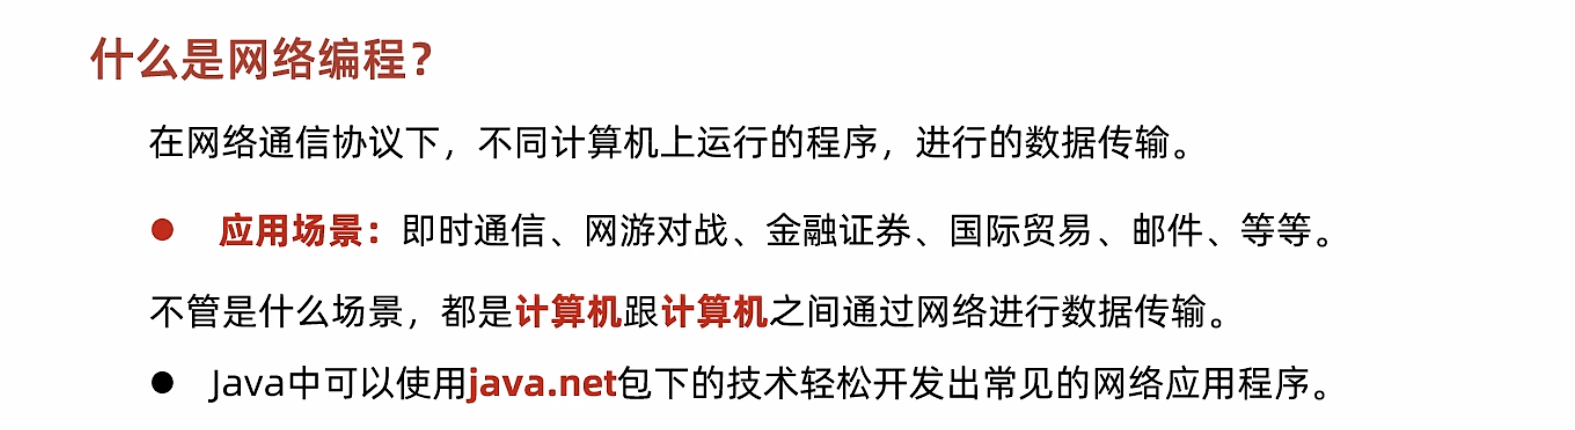 什么是网络编程？
在网络通信协议下，不同计算机上运行的程序，进行的数据传输。
● 应用场景：即时通信、网游对战、金融证券、国际贸易、邮件、等等。
不管是什么场景，都是计算机跟计算机之间通过网络进行数据传输。
● Java中可以使用java.net包下的技术轻松开发出常见的网络应用程序。